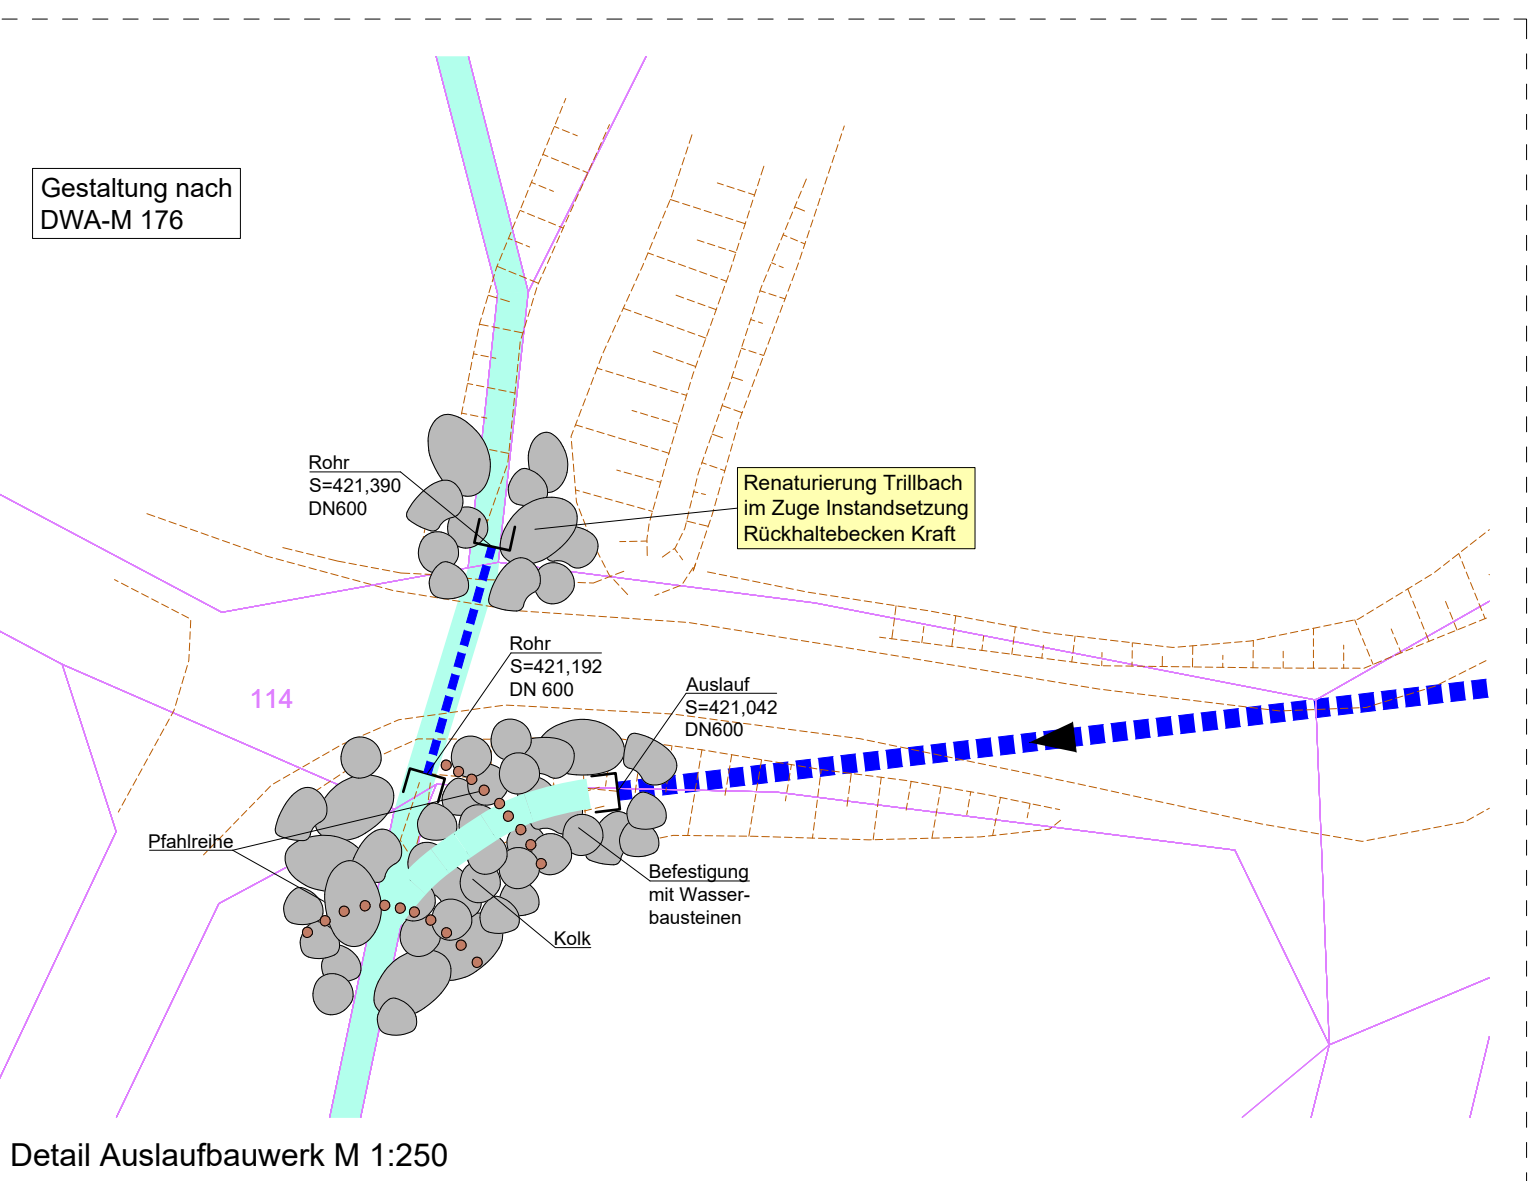 Gestaltung nach
DWA-M 176
Rohr
S=421,390
DN600
Renaturierung Trillbach
im Zuge Instandsetzung
Rückhaltebecken Kraft
Rohr
S=421,192
DN 600
Auslauf
S=421,042
DN600
114
Pfahlreihe
Befestigung
mit Wasser-
bausteinen
Kolk
Detail Auslaufbauwerk M 1:250